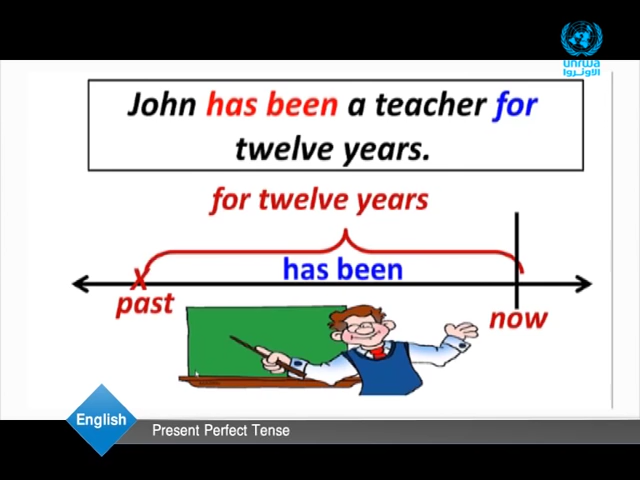 unrwa
الأونروا
John has been a teacher for
twelve years.
for twelve years
has been
X
past
now
English
Present Perfect Tense